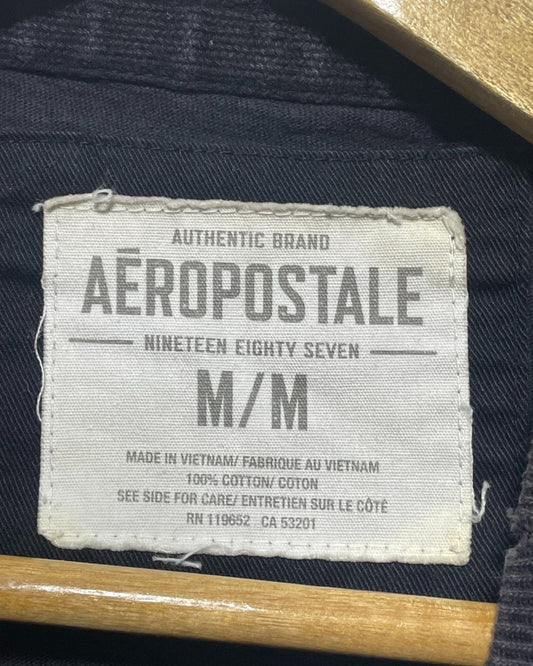 AUTHENTIC BRAND
AÉROPOSTALE
NINETEEN EIGHTY SEVEN
M/M
MADE IN VIETNAM/ FABRIQUE AU VIETNAM
100% COTTON/ COTON
SEE SIDE FOR CARE/ ENTRETIEN SUR LE CÔTÉ
RN 119652 CA 53201